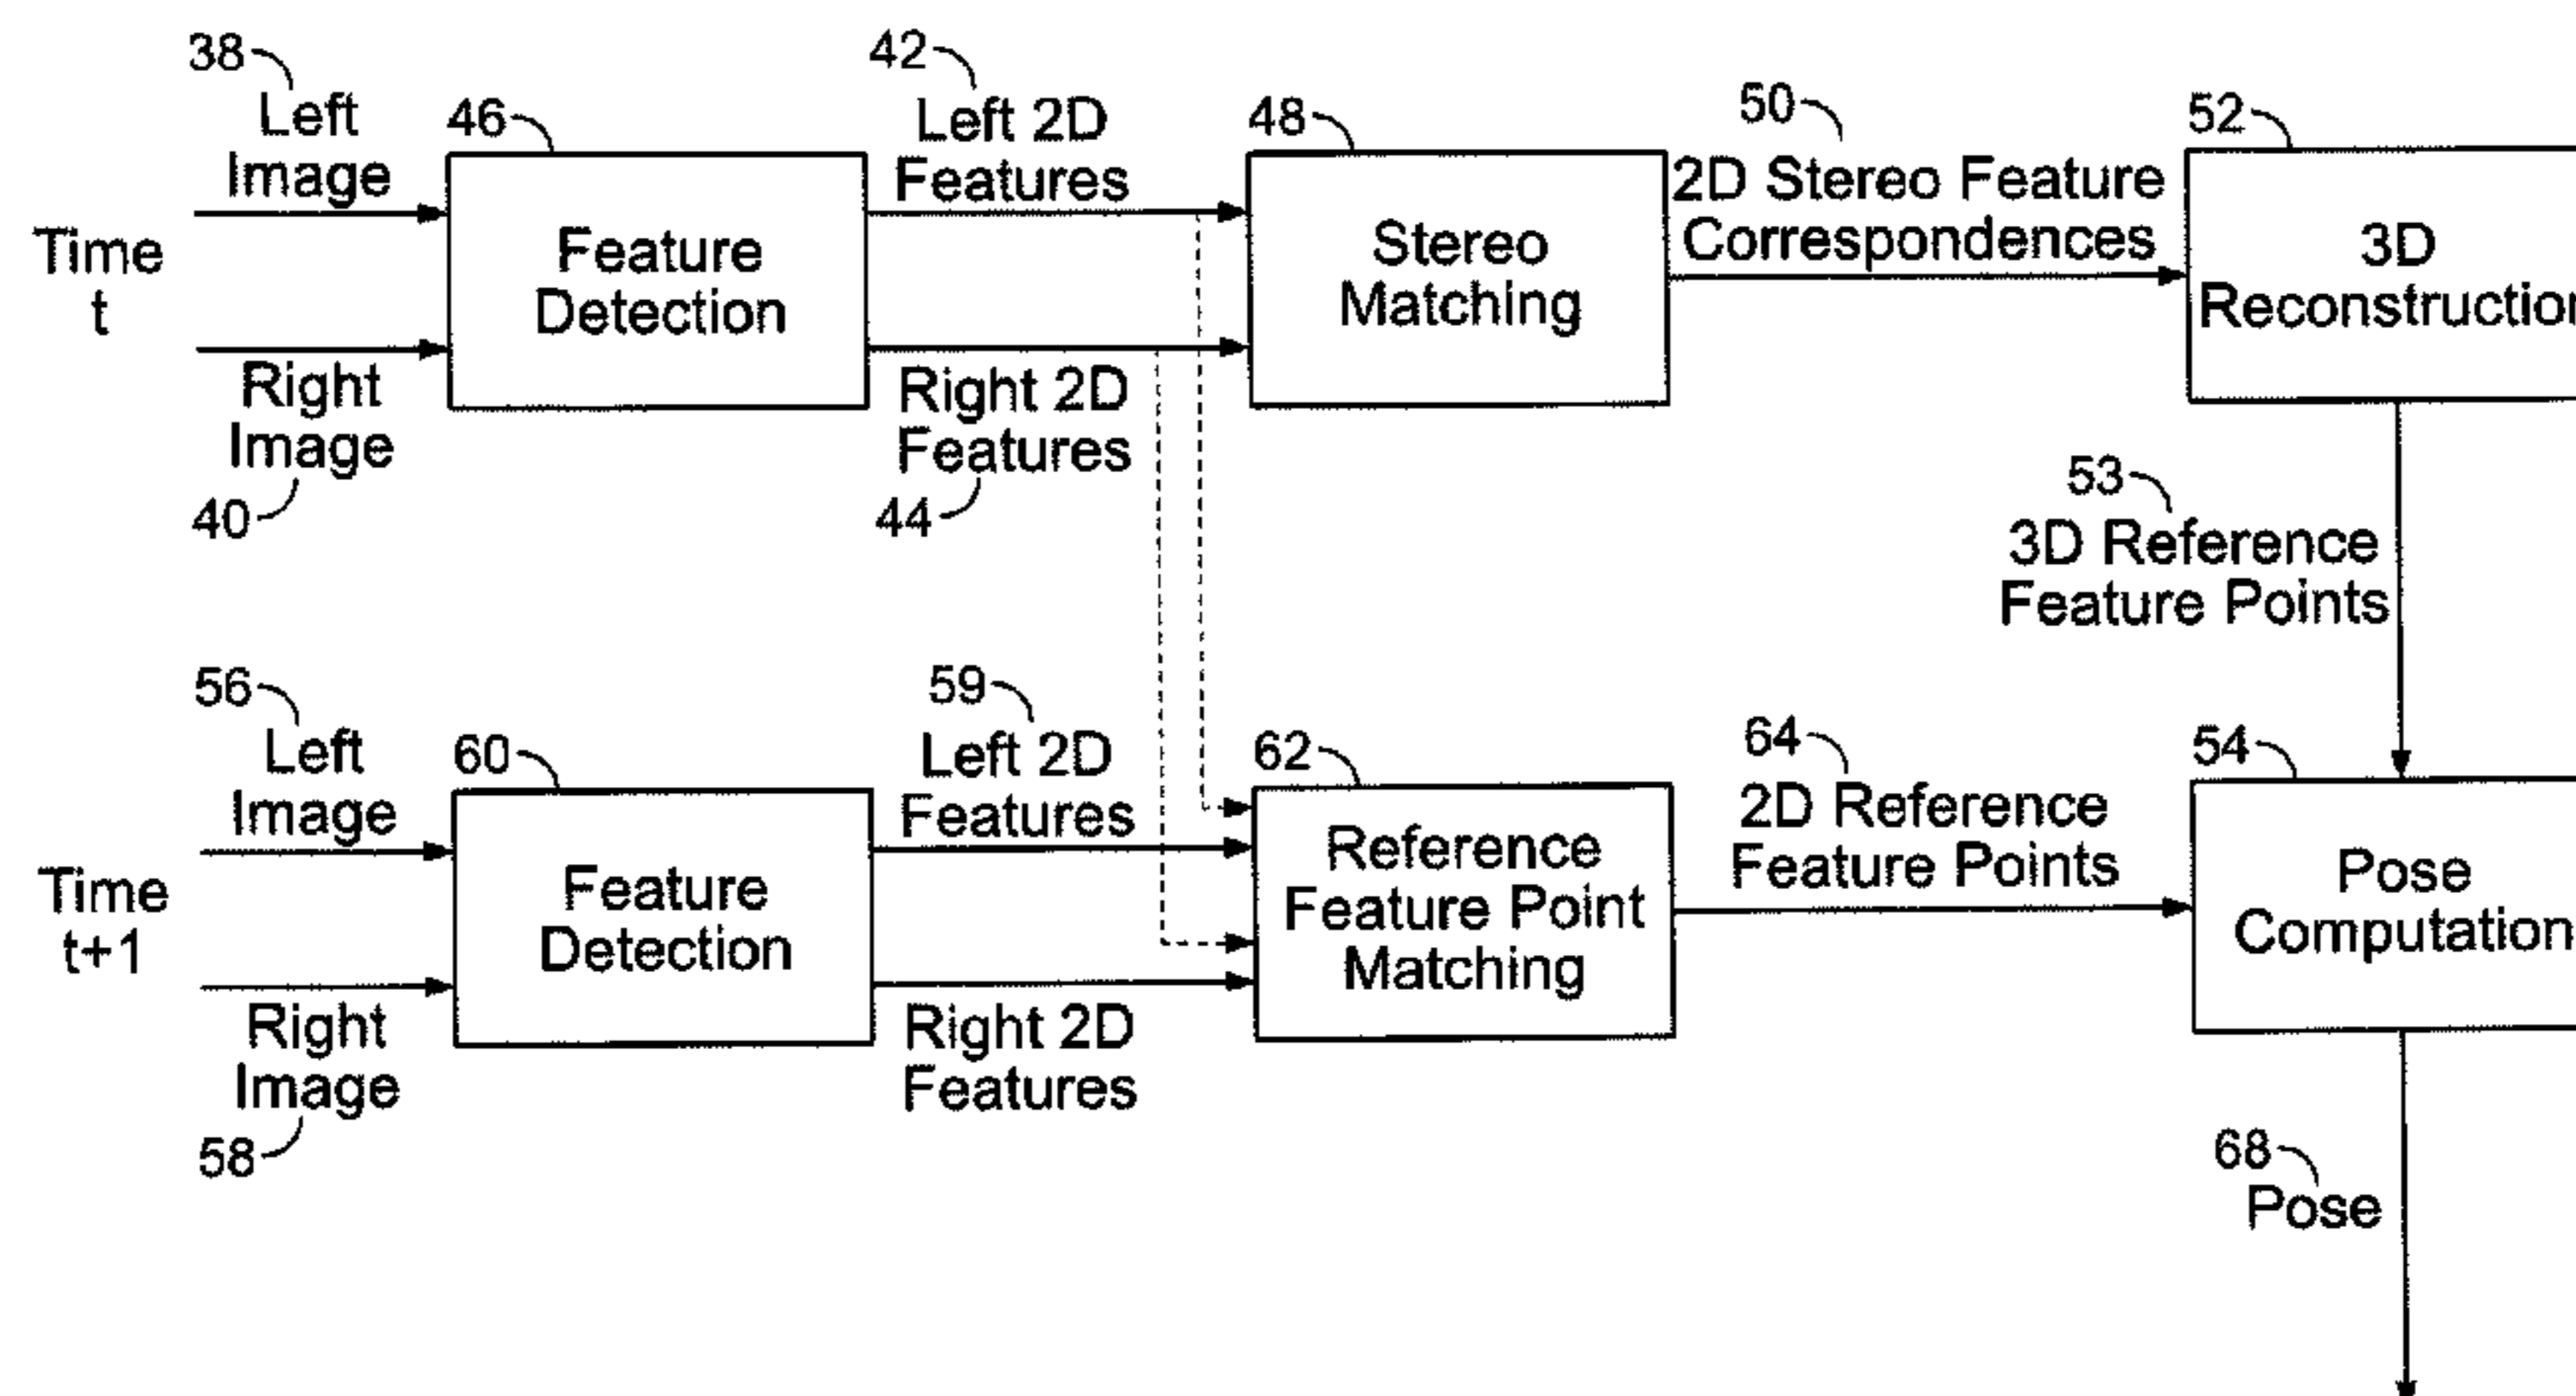 38
Left
Image
Time
t
Right
Image
40
46
Feature
Detection
42
Left 2D
Features
Right 2D
Features
44
48
Stereo
Matching
50
2D Stereo Feature
Correspondences
52
3D
Reconstruction
53
3D Reference
Feature Points
56
Left
Image
Time
t+1
Right
Image
58
60
Feature
Detection
59
Left 2D
Features
Right 2D
Features
62
Reference
Feature Point
Matching
64
2D Reference
Feature Points
54
Pose
Computation
68
Pose